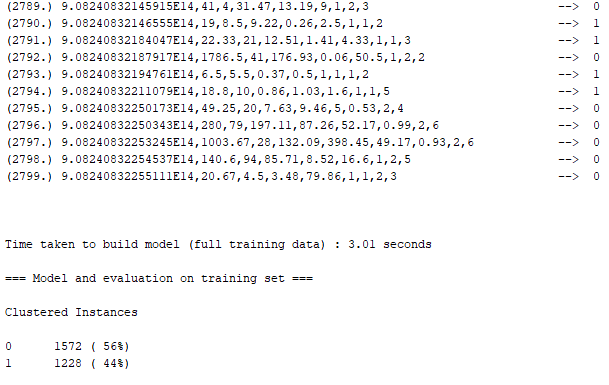 (2789.) 9.08240832145915E14,41,4,31.47,13.19,9,1,2,3 --> 0
(2790.) 9.08240832146555E14,19,8.5,9.22,0.26,2.5,1,1,2 --> 1
(2791.) 9.08240832184047E14,22.33,21,12.51,1.41,4.33,1,1,3 --> 1
(2792.) 9.08240832187917E14,1786.5,41,176.93,0.06,50.5,1,2,2 --> 0
(2793.) 9.08240832194761E14,6.5,5.5,0.37,0.5,1,1,1,2 --> 1
(2794.) 9.08240832211079E14,18.8,10,0.86,1.03,1.6,1,1,5 --> 1
(2795.) 9.08240832250173E14,49.25,20,7.63,9.46,5,0.53,2,4 --> 0
(2796.) 9.08240832250343E14,280,79,197.11,87.26,52.17,0.99,2,6 --> 0
(2797.) 9.08240832253245E14,1003.67,28,132.09,398.45,49.17,0.93,2,6 --> 0
(2798.) 9.08240832254537E14,140.6,94,85.71,8.52,16.6,1,2,5 --> 0
(2799.) 9.08240832255111E14,20.67,4.5,3.48,79.86,1,1,2,3 --> 0
Time taken to build model (full training data) : 3.01 seconds
=== Model and evaluation on training set ===
Clustered Instances
0 1572 ( 56%)
1 1228 ( 44%)